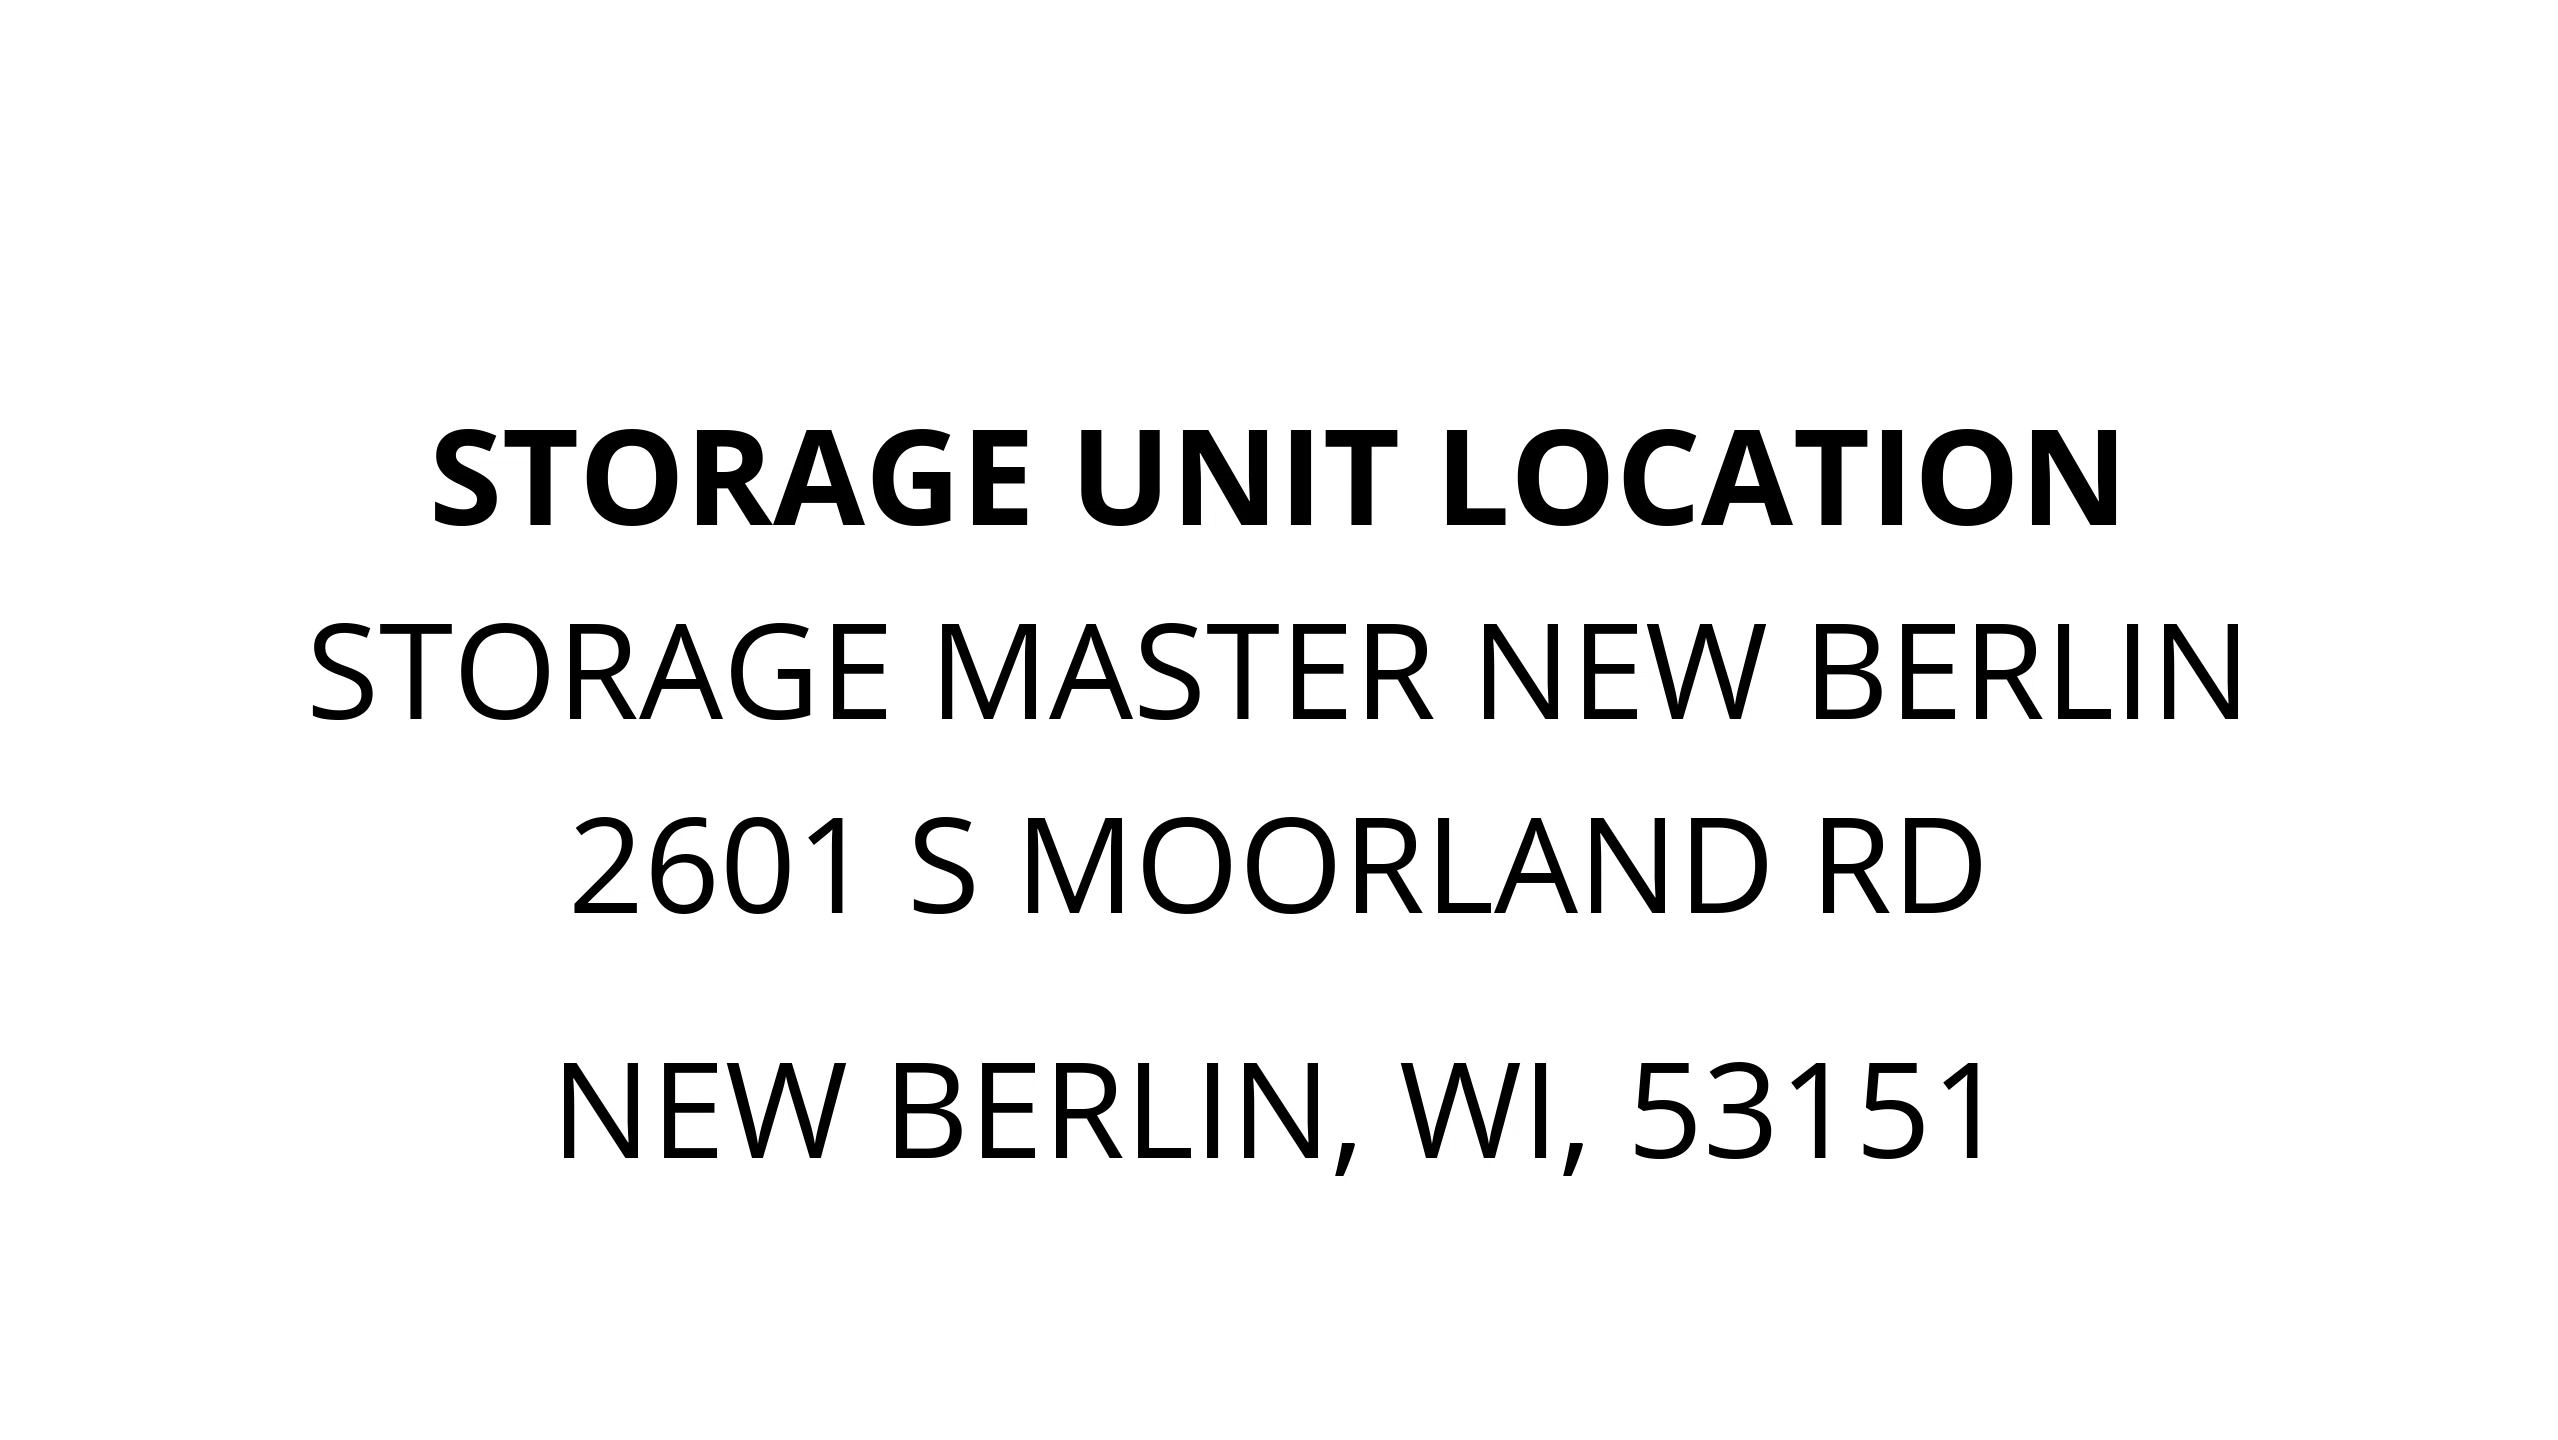 STORAGE UNIT LOCATION
STORAGE MASTER NEW BERLIN
2601 S MOORLAND RD
NEW BERLIN, WI, 53151